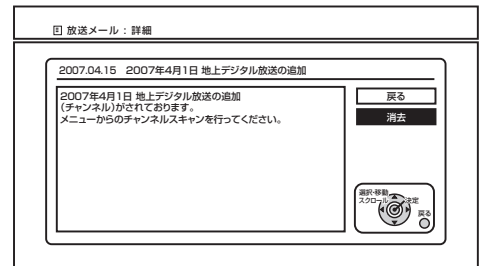 放送メール：詳細
2007.04.15　2007年4月1日 地上デジタル放送の追加
2007年4月1日 地上デジタル放送の追加
(チャンネル)がされております。
メニューからのチャンネルスキャンを行ってください。
戻る
消去
選択・移動
スクロール
決定
戻る